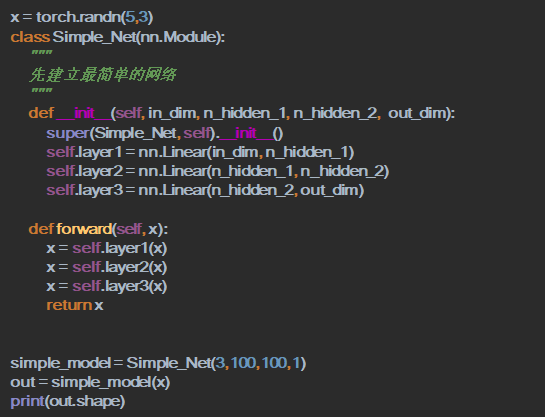 x = torch.randn(5,3)
class Simple_Net(nn.Module):
    """
    先建立最简单的网络
    """
    def __init__(self, in_dim, n_hidden_1, n_hidden_2, out_dim):
        super(Simple_Net, self).__init__()
        self.layer1 = nn.Linear(in_dim, n_hidden_1)
        self.layer2 = nn.Linear(n_hidden_1, n_hidden_2)
        self.layer3 = nn.Linear(n_hidden_2, out_dim)

    def forward(self, x):
        x = self.layer1(x)
        x = self.layer2(x)
        x = self.layer3(x)
        return x

simple_model = Simple_Net(3,100,100,1)
out = simple_model(x)
print(out.shape)